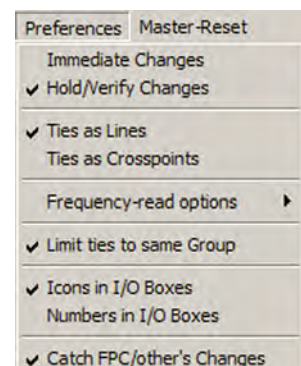 Preferences Master-Reset
Immediate Changes
✔ Hold/Verify Changes
✔ Ties as Lines
Ties as Crosspoints
Frequency-read options
✔ Limit ties to same Group
✔ Icons in I/O Boxes
Numbers in I/O Boxes
✔ Catch FPC/other's Changes